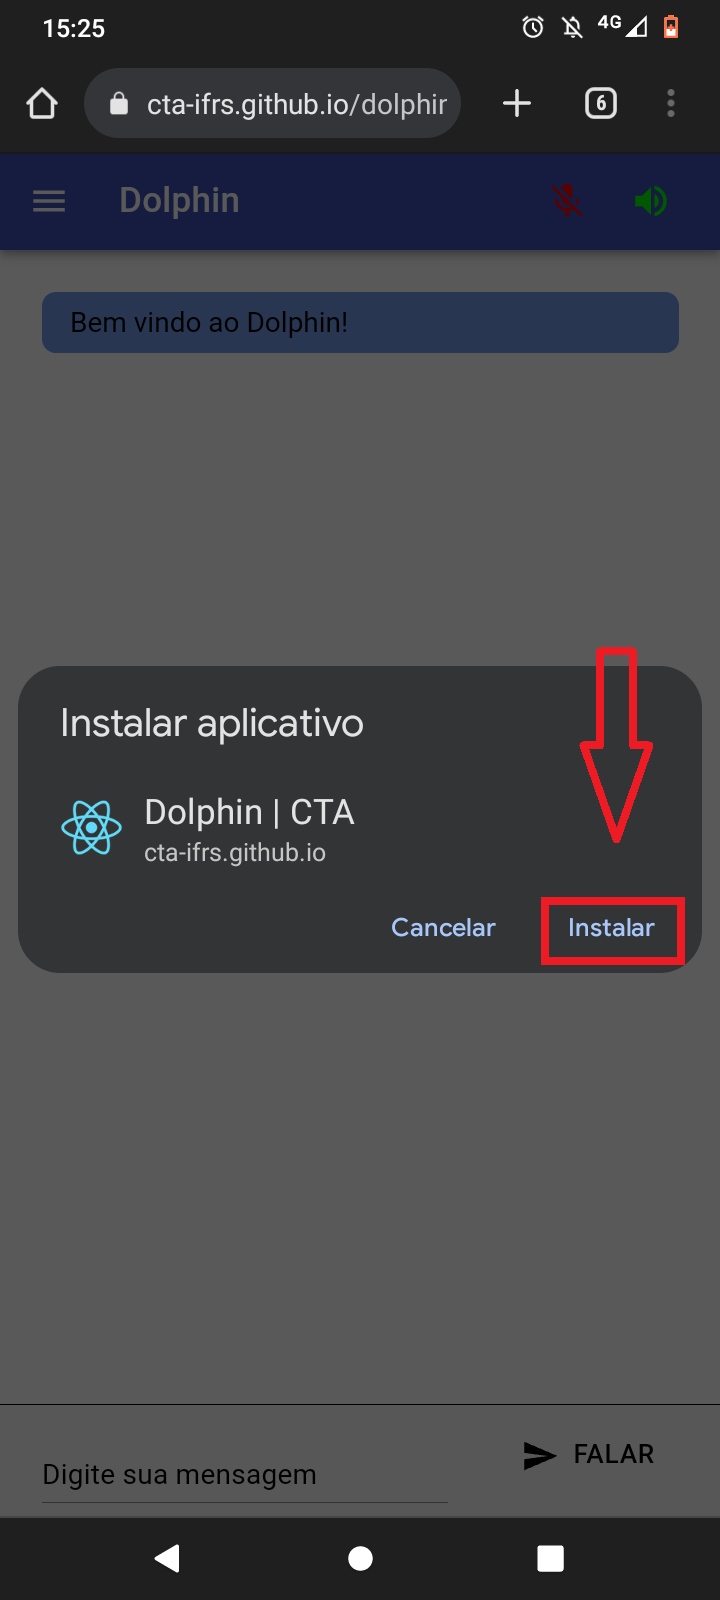 15:25
4G
cta-ifrs.github.io/dolphir
6
Dolphin
Bem vindo ao Dolphin!
Instalar aplicativo
Dolphin | CTA
cta-ifrs.github.io
Cancelar
Instalar
Digite sua mensagem
FALAR